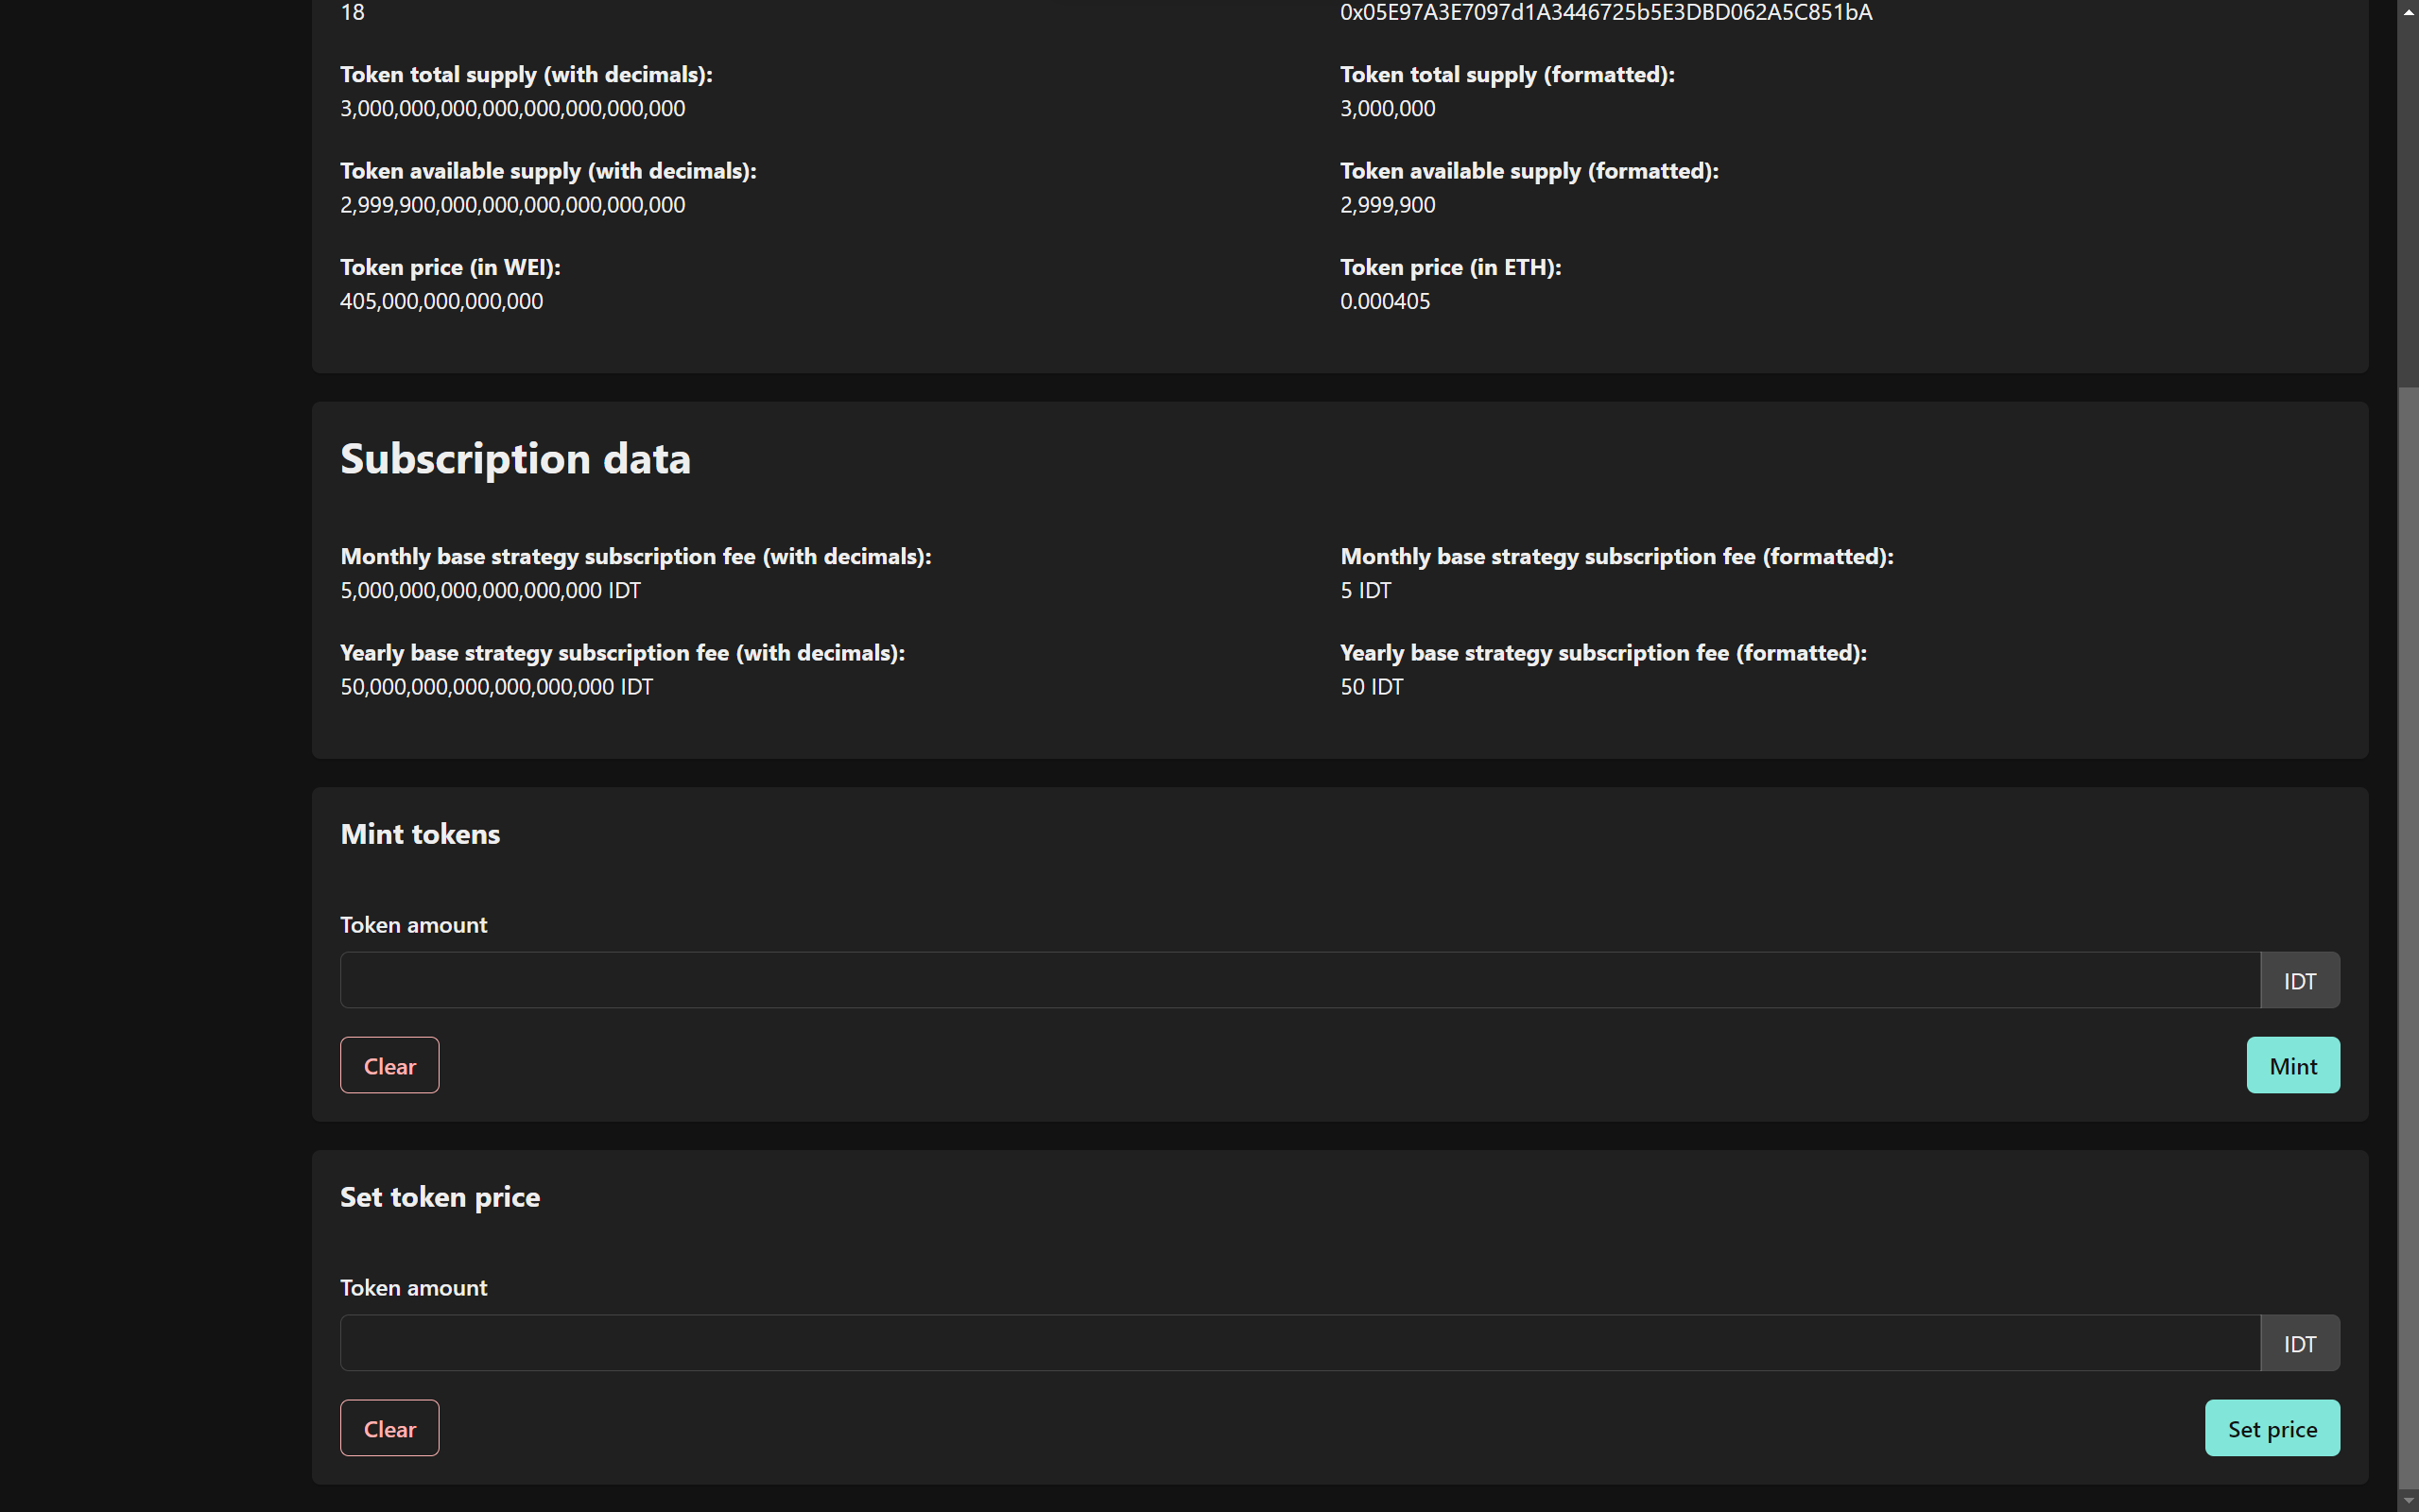 18
0x05E97A3E7097d1A3446725b5E3DBD062A5C851bA
Token total supply (with decimals):
3,000,000,000,000,000,000,000,000
Token total supply (formatted):
3,000,000
Token available supply (with decimals):
2,999,900,000,000,000,000,000,000
Token available supply (formatted):
2,999,900
Token price (in WEI):
405,000,000,000,000
Token price (in ETH):
0.000405
Subscription data
Monthly base strategy subscription fee (with decimals):
5,000,000,000,000,000,000 IDT
Monthly base strategy subscription fee (formatted):
5 IDT
Yearly base strategy subscription fee (with decimals):
50,000,000,000,000,000,000 IDT
Yearly base strategy subscription fee (formatted):
50 IDT
Mint tokens
Token amount
IDT
Clear
Mint
Set token price
Token amount
IDT
Clear
Set price